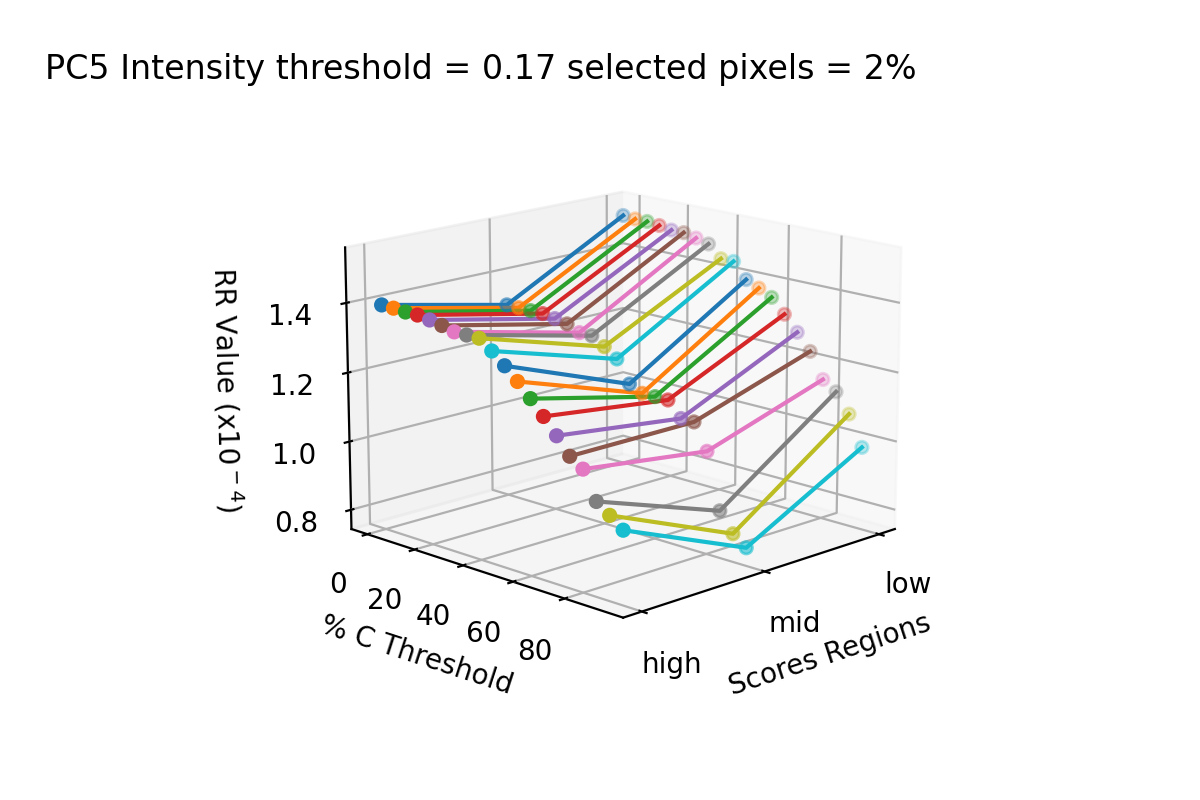 PC5 Intensity threshold = 0.17 selected pixels = 2%
RR Value (x10⁻⁴)
1.4
1.2
1.0
0.8
0
20
40
60
80
% C Threshold
high
mid
low
Scores Regions